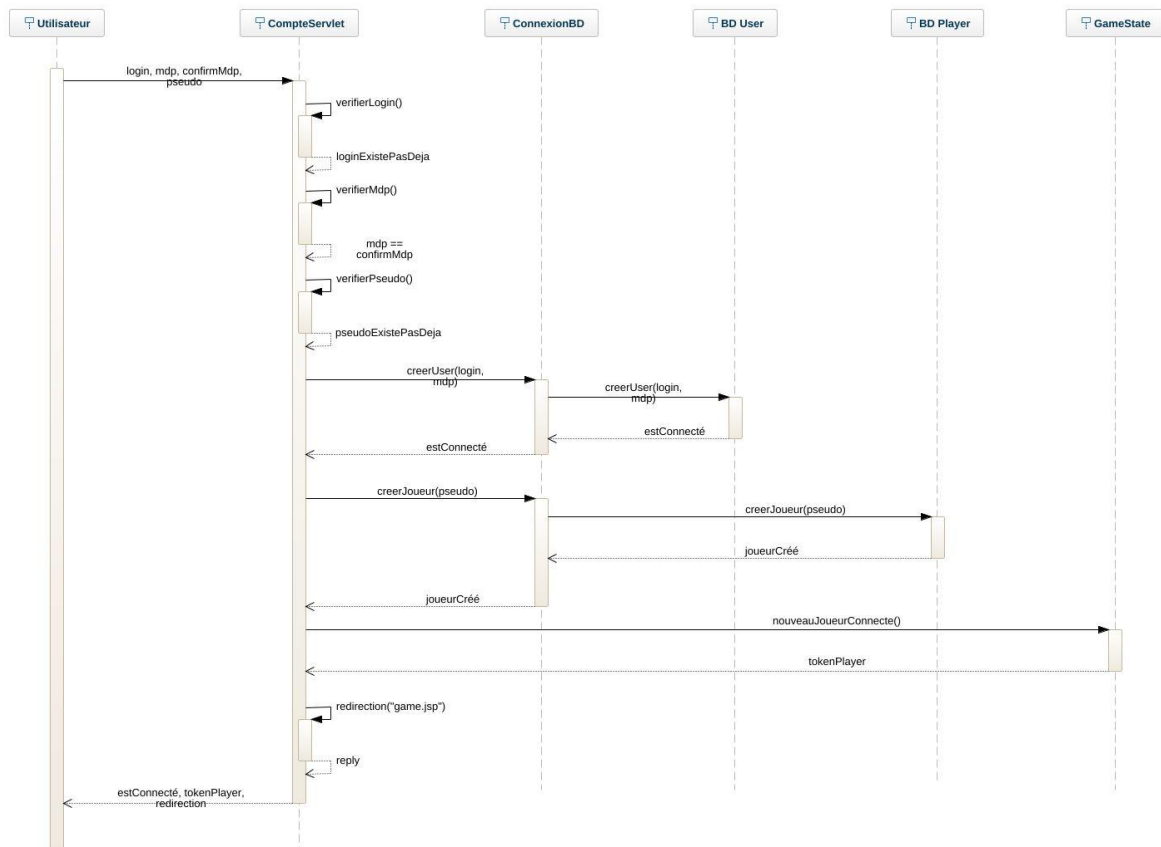 Utilisateur
CompteServlet
ConnexionBD
BD User
BD Player
GameState
login, mdp, confirmMdp,
pseudo
verifierLogin()
loginExistePasDeja
verifierMdp()
mdp ==
confirmMdp
verifierPseudo()
pseudoExistePasDeja
creerUser(login,
mdp)
creerUser(login,
mdp)
estConnecté
estConnecté
creerJoueur(pseudo)
creerJoueur(pseudo)
joueurCréé
joueurCréé
nouveauJoueurConnecte()
tokenPlayer
redirection("game.jsp")
reply
estConnecté, tokenPlayer,
redirection